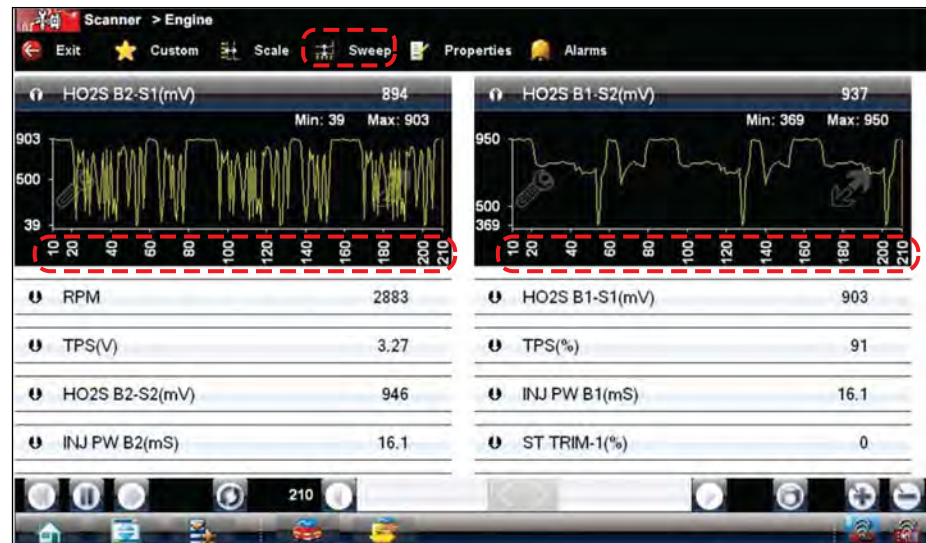 Scanner > Engine
Exit Custom Scale Sweep Properties Alarms
HO2S B2-S1(mV) 894
Min: 39 Max: 903
903
500
39
10 20 40 60 80 100 120 140 160 180 200 210
HO2S B1-S2(mV) 937
Min: 369 Max: 950
950
500
369
10 20 40 60 80 100 120 140 160 180 200 210
RPM 2883
HO2S B1-S1(mV) 903
TPS(V) 3.27
TPS(%) 91
HO2S B2-S2(mV) 946
INJ PW B1(mS) 16.1
INJ PW B2(mS) 16.1
ST TRIM-1(%) 0
210